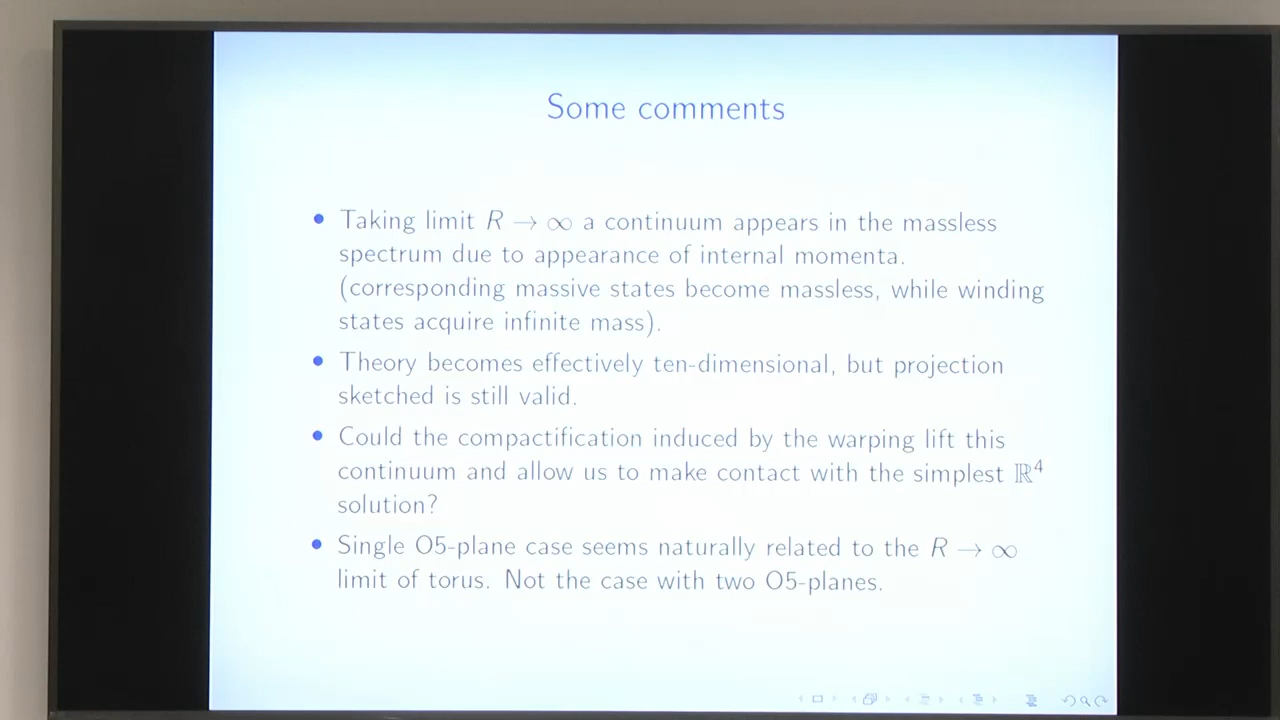 Some comments
• Taking limit R → ∞ a continuum appears in the massless
spectrum due to appearance of internal momenta.
(corresponding massive states become massless, while winding
states acquire infinite mass).
• Theory becomes effectively ten-dimensional, but projection
sketched is still valid.
• Could the compactification induced by the warping lift this
continuum and allow us to make contact with the simplest ℝ⁴
solution?
• Single O5-plane case seems naturally related to the R → ∞
limit of torus. Not the case with two O5-planes.